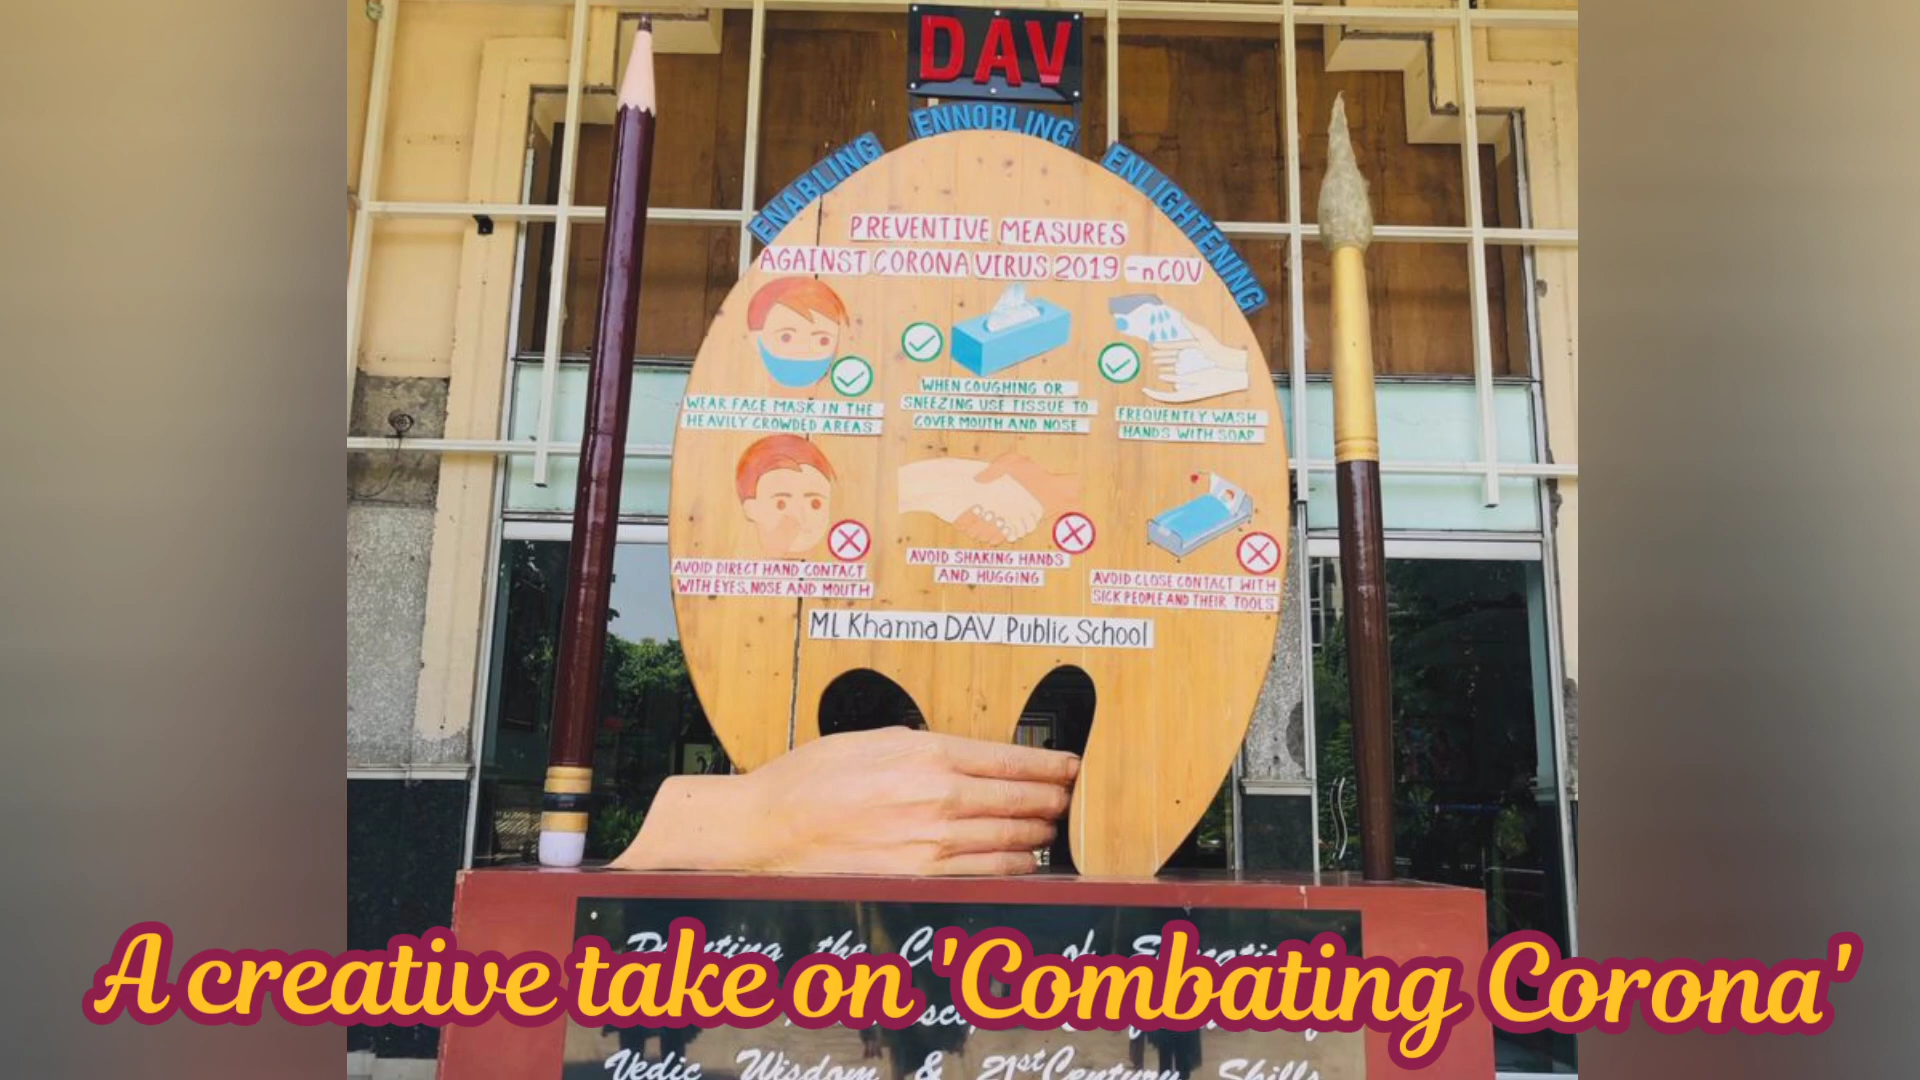 DAV
ENABLING
ENNOBLING
ENLIGHTENING
PREVENTIVE MEASURES
AGAINST CORONA VIRUS 2019-nCOV
WEAR FACE MASK IN THE
HEAVILY CROWDED AREAS
WHEN COUGHING OR
SNEEZING USE TISSUE TO
COVER MOUTH AND NOSE
FREQUENTLY WASH
HANDS WITH SOAP
AVOID DIRECT HAND CONTACT
WITH EYES, NOSE AND MOUTH
AVOID SHAKING HANDS
AND HUGGING
AVOID CLOSE CONTACT WITH
SICK PEOPLE AND THEIR TOOLS
ML Khanna DAV Public School
the of
A creative take on 'Combating Corona'
Vedic Wisdom & 21st Century Skills